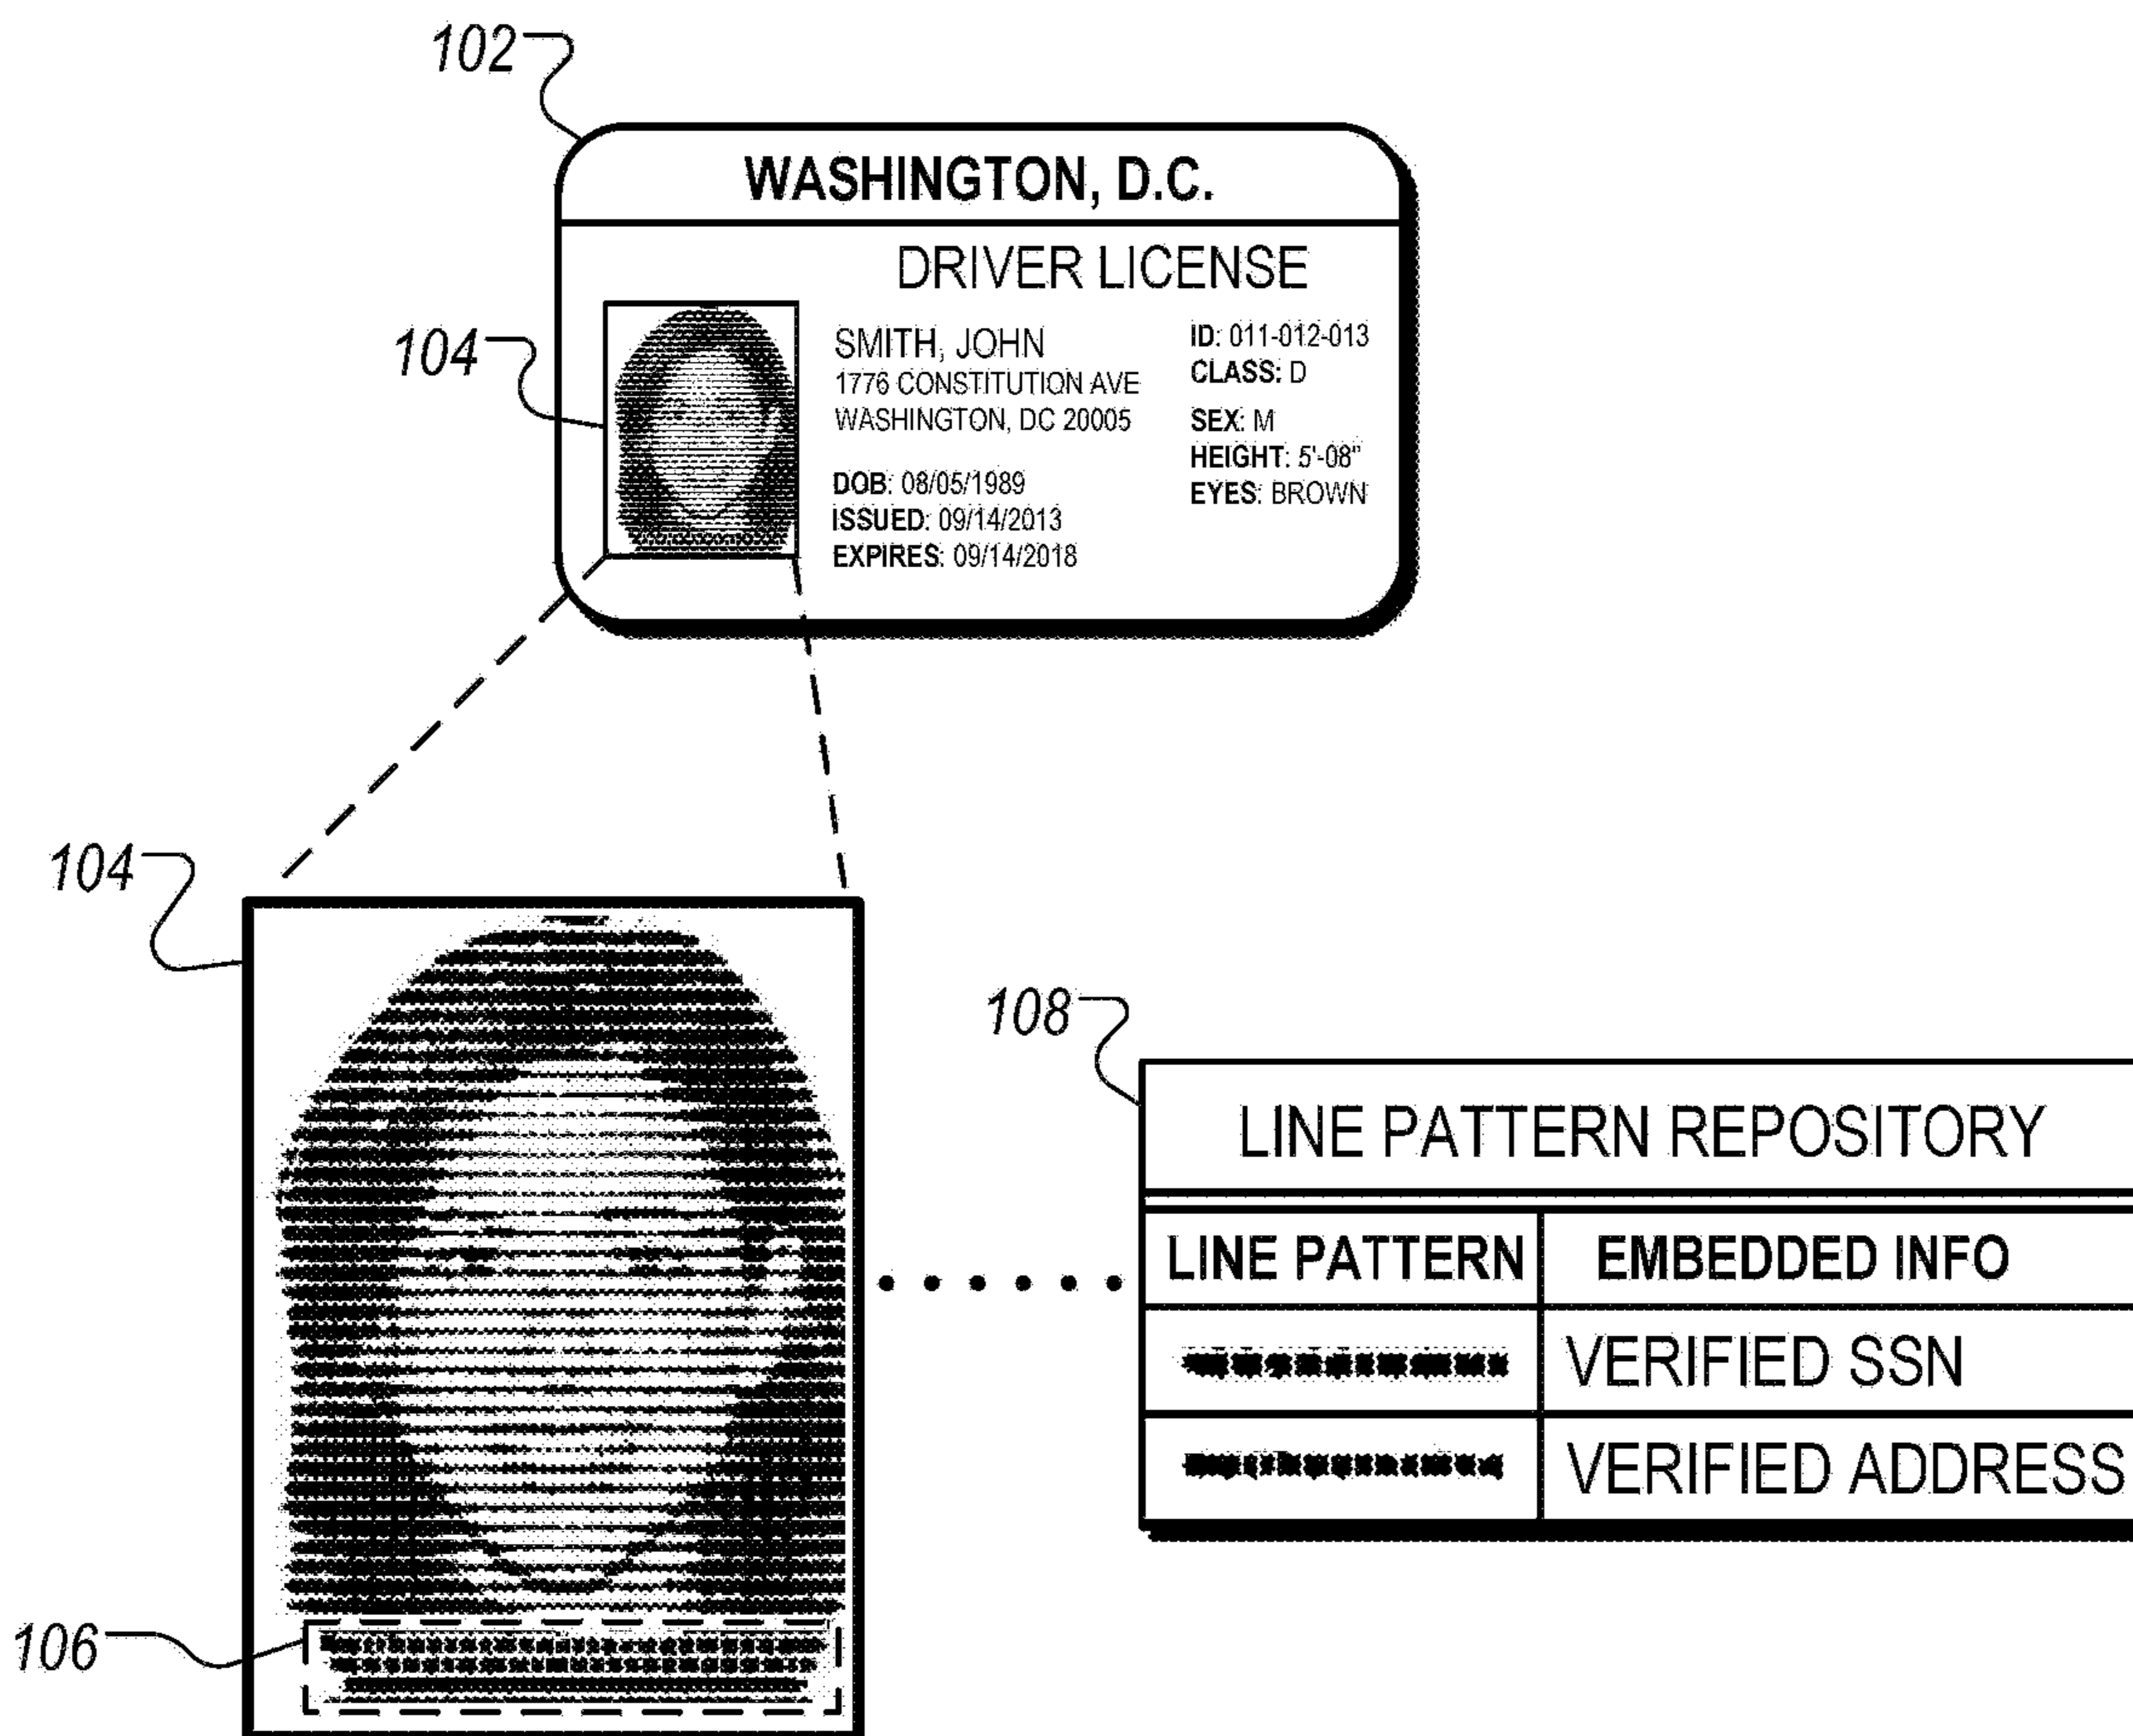 102
WASHINGTON, D.C.
DRIVER LICENSE
104
SMITH, JOHN
1776 CONSTITUTION AVE
WASHINGTON, DC 20005
DOB: 08/05/1989
ISSUED: 09/14/2013
EXPIRES: 09/14/2018
ID: 011-012-013
CLASS: D
SEX: M
HEIGHT: 5'-08"
EYES: BROWN
104
108
LINE PATTERN REPOSITORY
LINE PATTERN EMBEDDED INFO
VERIFIED SSN
VERIFIED ADDRESS
106